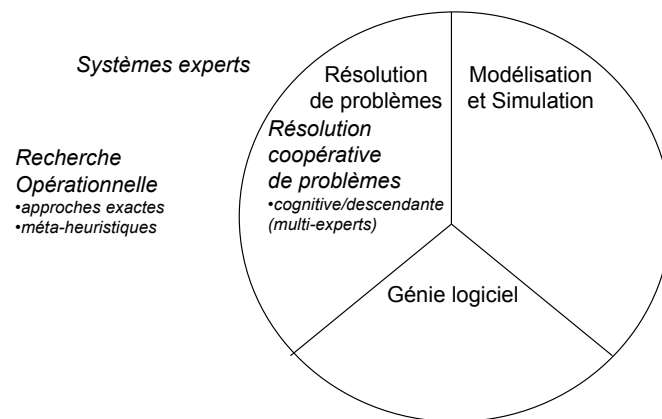 Systèmes experts
Résolution
de problèmes
Modélisation
et Simulation
Résolution
coopérative
de problèmes
•cognitive/descendante
(multi-experts)
Recherche
Opérationnelle
•approches exactes
•méta-heuristiques
Génie logiciel